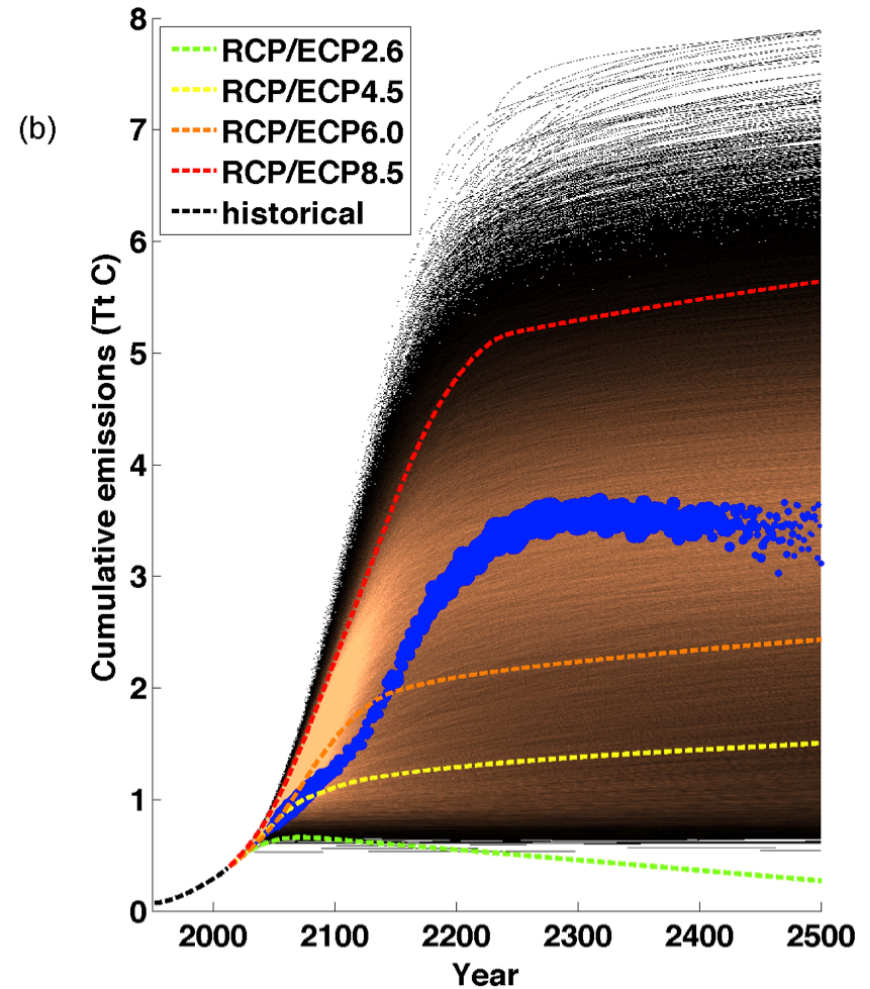 (b)
RCP/ECP2.6
RCP/ECP4.5
RCP/ECP6.0
RCP/ECP8.5
historical
Cumulative emissions (Tt C)
8
7
6
5
4
3
2
1
0
2000 2100 2200 2300 2400 2500
Year